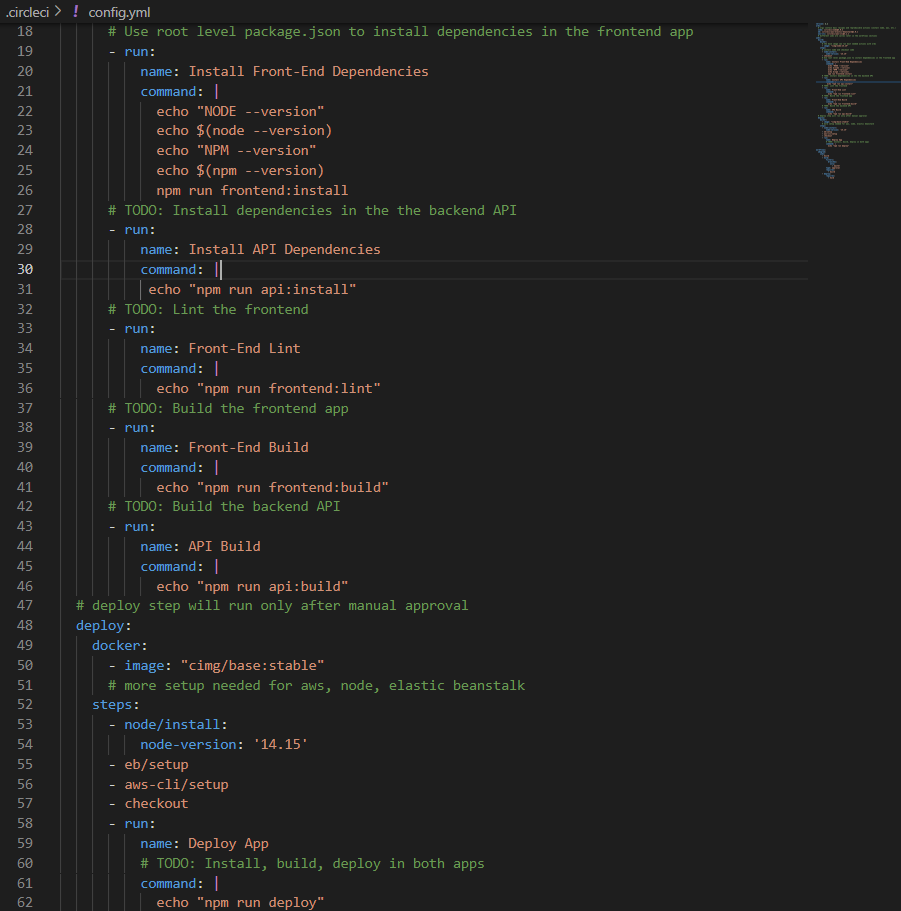 .circleci > ! config.yml
18 # Use root level package.json to install dependencies in the frontend app
19 - run:
20 name: Install Front-End Dependencies
21 command: |
22 echo "NODE --version"
23 echo $(node --version)
24 echo "NPM --version"
25 echo $(npm --version)
26 npm run frontend:install
27 # TODO: Install dependencies in the the backend API
28 - run:
29 name: Install API Dependencies
30 command: |
31 echo "npm run api:install"
32 # TODO: Lint the frontend
33 - run:
34 name: Front-End Lint
35 command: |
36 echo "npm run frontend:lint"
37 # TODO: Build the frontend app
38 - run:
39 name: Front-End Build
40 command: |
41 echo "npm run frontend:build"
42 # TODO: Build the backend API
43 - run:
44 name: API Build
45 command: |
46 echo "npm run api:build"
47 # deploy step will run only after manual approval
48 deploy:
49 docker:
50 - image: "cimg/base:stable"
51 # more setup needed for aws, node, elastic beanstalk
52 steps:
53 - node/install:
54 node-version: '14.15'
55 - eb/setup
56 - aws-cli/setup
57 - checkout
58 - run:
59 name: Deploy App
60 # TODO: Install, build, deploy in both apps
61 command: |
62 echo "npm run deploy"